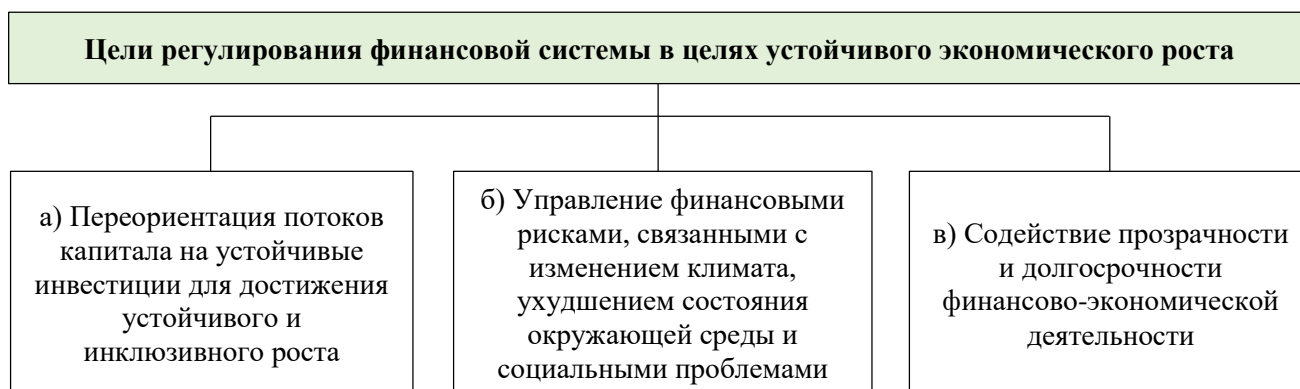 Цели регулирования финансовой системы в целях устойчивого экономического роста
а) Переориентация потоков
капитала на устойчивые
инвестиции для достижения
устойчивого и
инклюзивного роста
б) Управление финансовыми
рисками, связанными с
изменением климата,
ухудшением состояния
окружающей среды и
социальными проблемами
в) Содействие прозрачности
и долгосрочности
финансово-экономической
деятельности